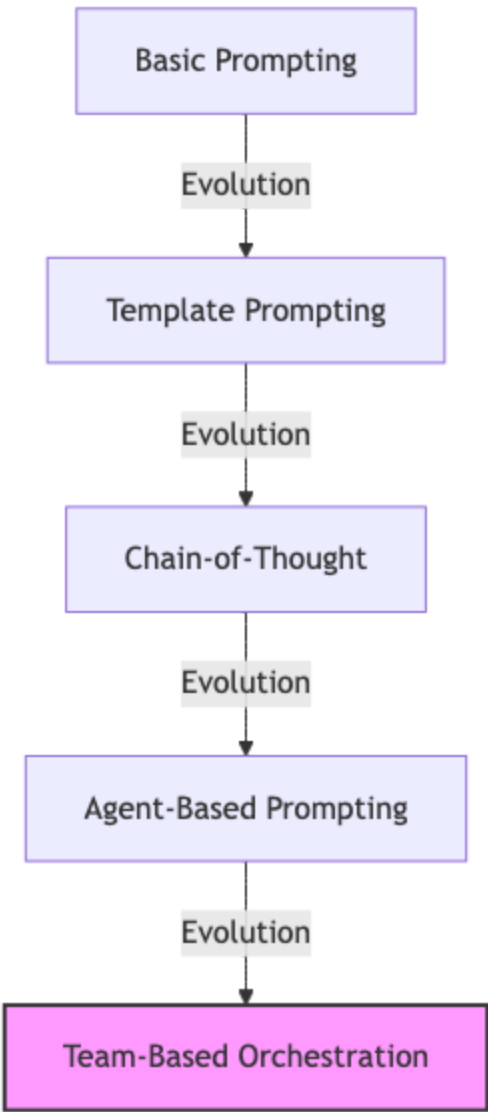 Basic Prompting
Evolution
Template Prompting
Evolution
Chain-of-Thought
Evolution
Agent-Based Prompting
Evolution
Team-Based Orchestration